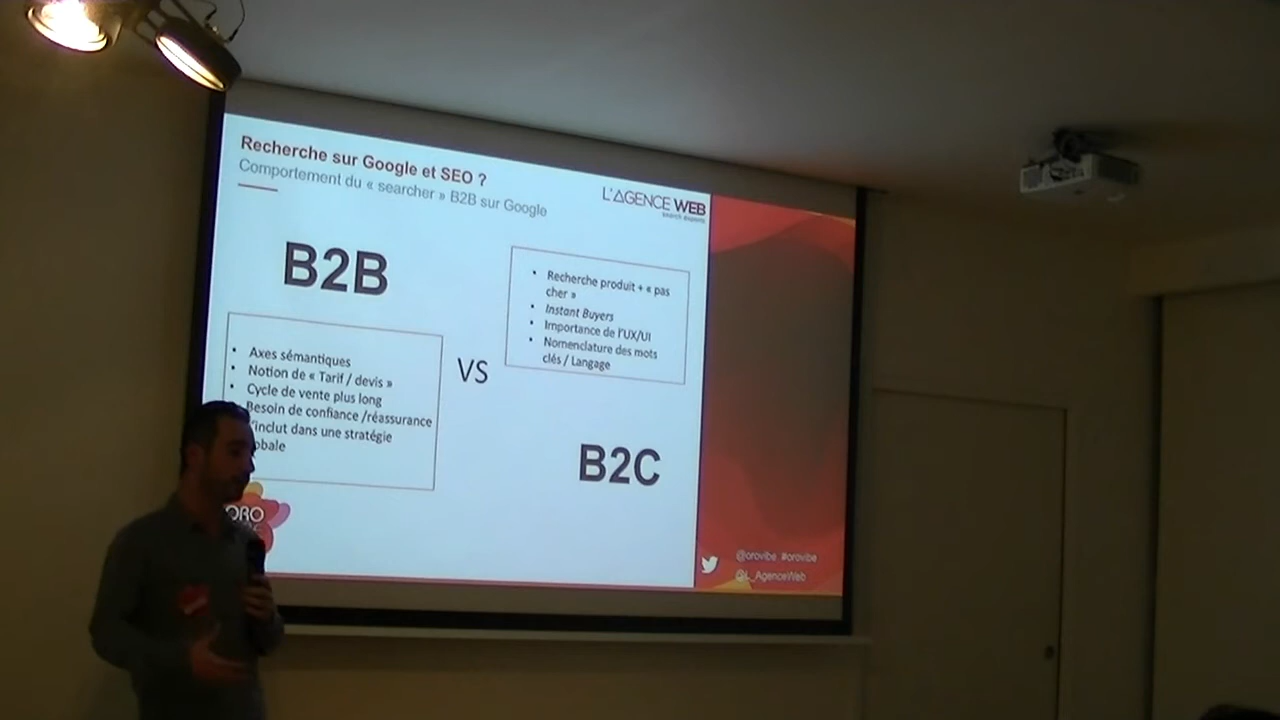 Recherche sur Google et SEO ?
Comportement du « searcher » B2B sur Google
L'AGENCE WEB
search experts
B2B
• Axes sémantiques
• Notion de « Tarif / devis »
• Cycle de vente plus long
Besoin de confiance /réassurance
'inclut dans une stratégie
obale
VS
• Recherche produit + « pas
cher »
• Instant Buyers
• Importance de l'UX/UI
• Nomenclature des mots
clés / Langage
B2C
ORO
@orovibe #orovibe
@L_AgenceWeb